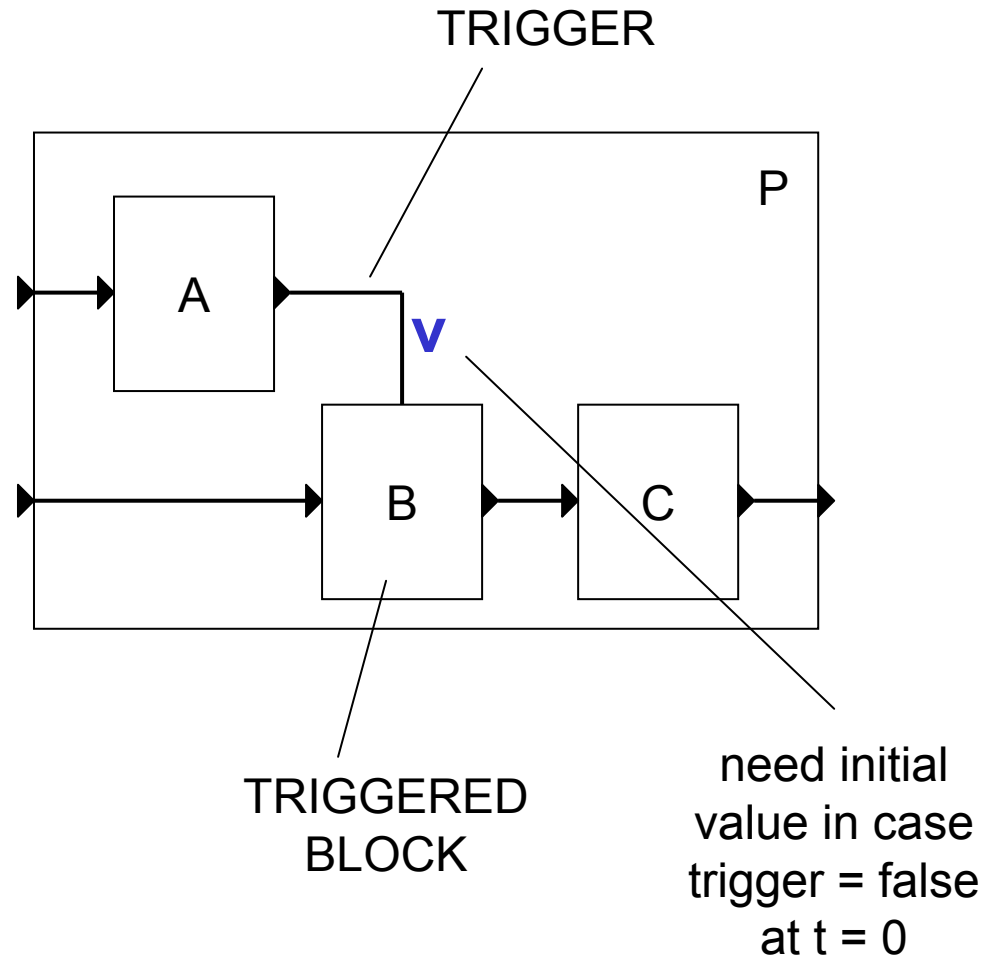 TRIGGER
P
A
v
B
C
TRIGGERED
BLOCK
need initial
value in case
trigger = false
at t = 0